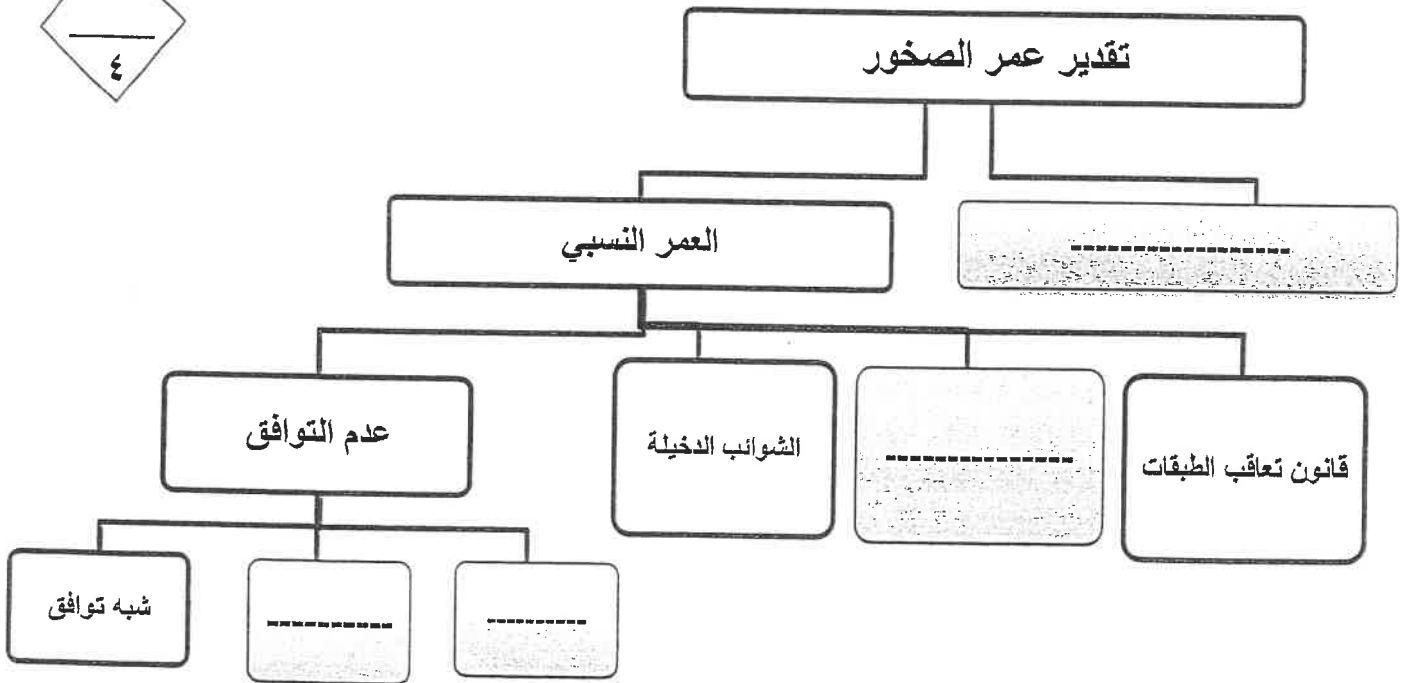 ٤
تقدير عمر الصخور
العمر النسبي
-----------------
قانون تعاقب الطبقات
--------------
الشوائب الدخيلة
عدم التوافق
---------
----------
شبه توافق